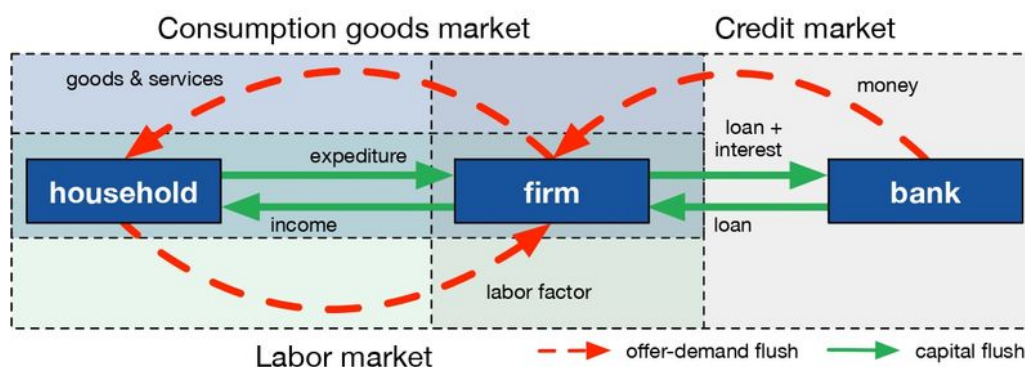 Consumption goods market
Credit market
goods & services
money
expediture
loan +
interest
household
firm
bank
income
loan
labor factor
Labor market
offer-demand flush
capital flush